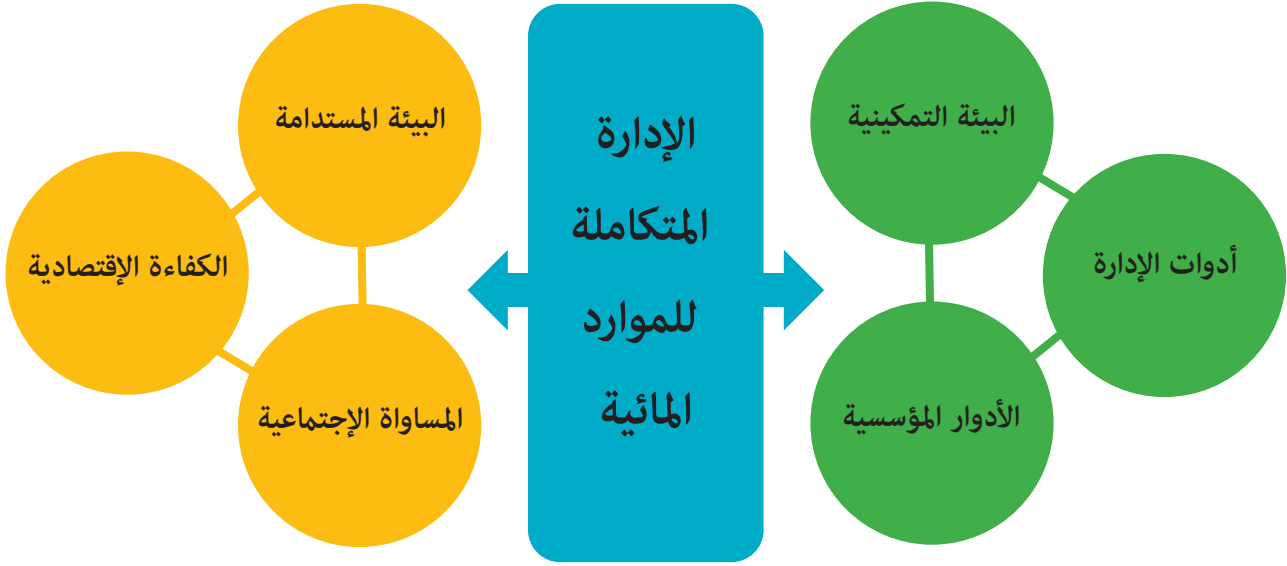 البيئة التمكينية
أدوات الإدارة
الأدوار المؤسسية
الإدارة
المتكاملة
للموارد
المائية
البيئة المستدامة
الكفاءة الإقتصادية
المساواة الإجتماعية